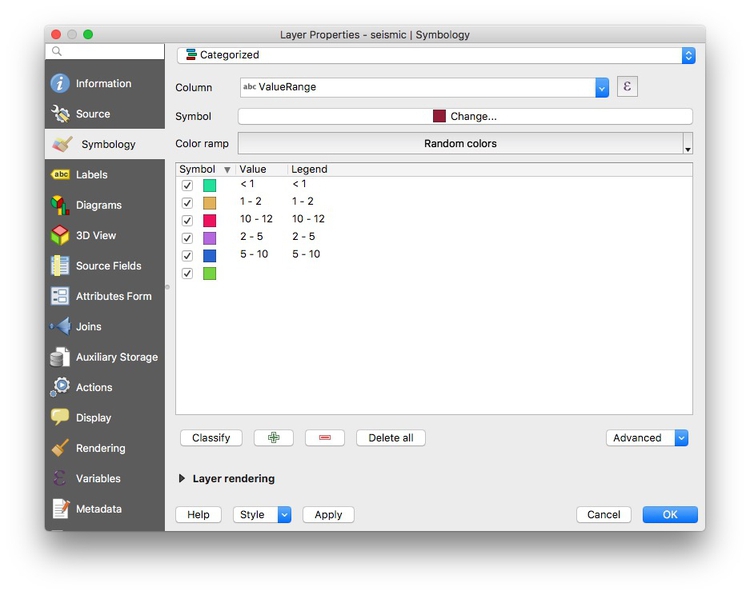 Layer Properties - seismic | Symbology
Categorized
Information
Column
abc ValueRange
ε
Source
Symbol
Change...
Symbology
Color ramp
Random colors
Symbol Value Legend
Labels
abc
< 1 < 1
1 - 2 1 - 2
Diagrams
10 - 12 10 - 12
3D View
2 - 5 2 - 5
5 - 10 5 - 10
Source Fields
Attributes Form
Joins
Auxiliary Storage
Actions
Display
Classify
Delete all
Advanced
Rendering
Variables
Layer rendering
Metadata
Help
Style
Apply
Cancel
OK